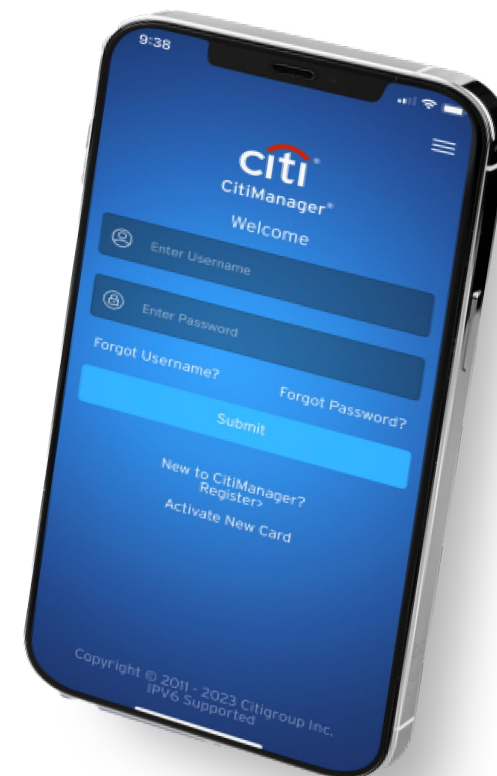 9:38
citi®
CitiManager®
Welcome
Enter Username
Enter Password
Forgot Username?
Forgot Password?
Submit
New to CitiManager?
Register>
Activate New Card
Copyright © 2011 - 2023 Citigroup Inc.
IPV6 Supported